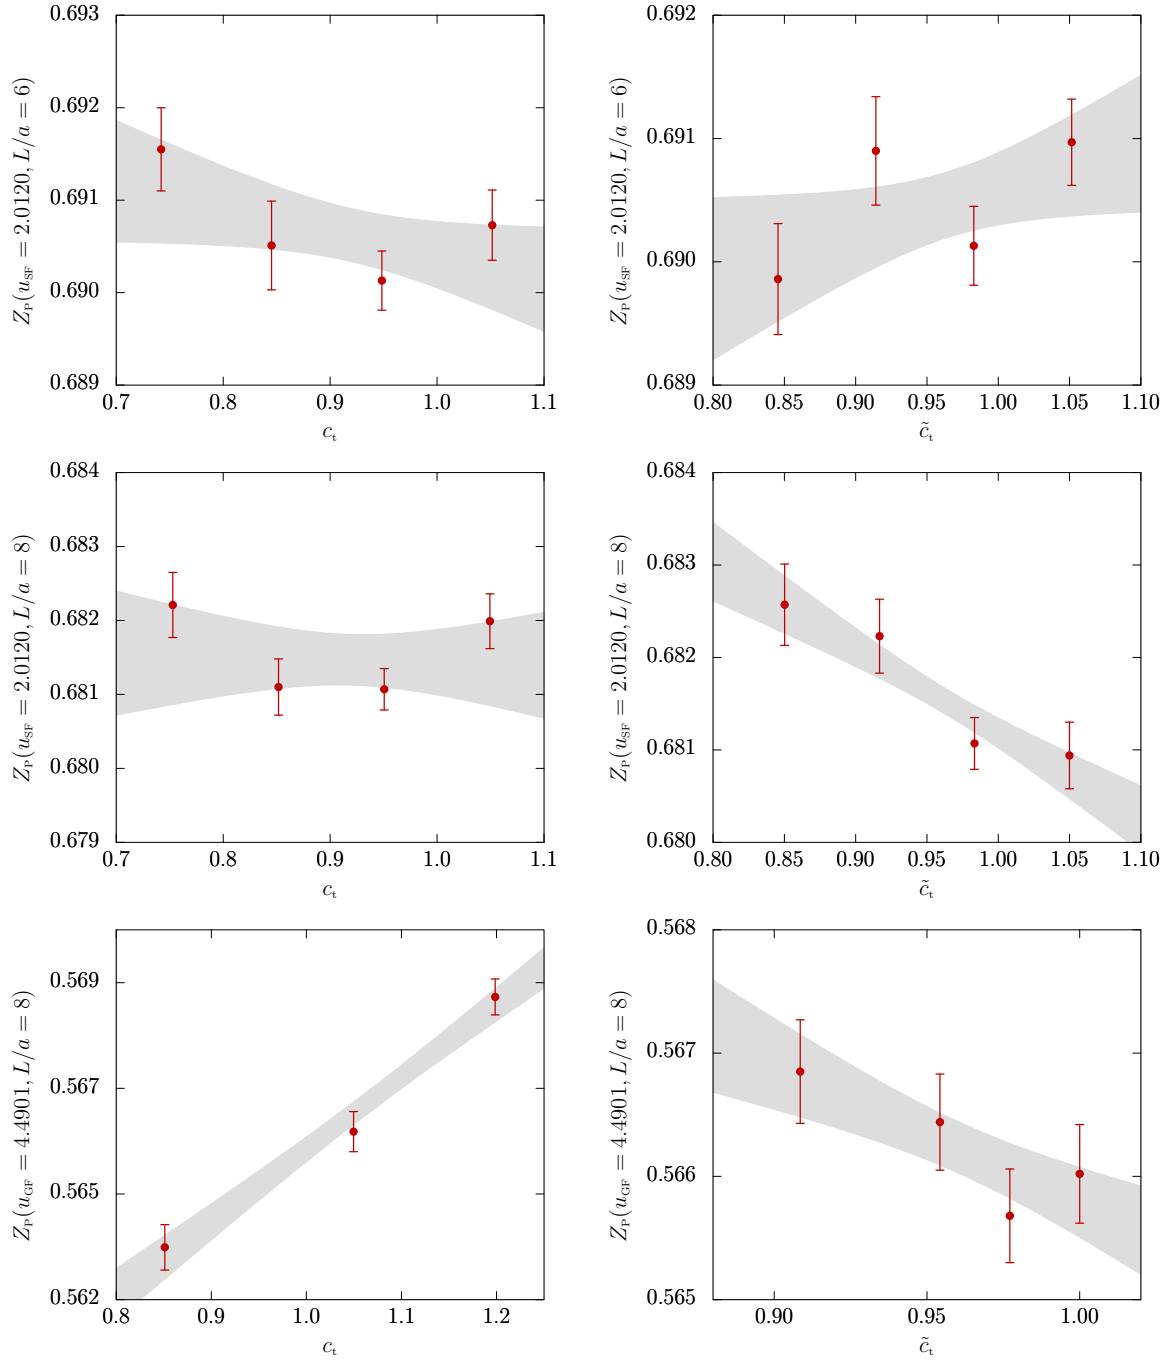 0.693
0.692
0.691
0.690
0.689
0.7 0.8 0.9 1.0 1.1
c_t
Z_P(u_SF = 2.0120, L/a = 6)
0.692
0.691
0.690
0.689
0.80 0.85 0.90 0.95 1.00 1.05 1.10
c̃_t
Z_P(u_SF = 2.0120, L/a = 6)
0.684
0.683
0.682
0.681
0.680
0.679
0.7 0.8 0.9 1.0 1.1
c_t
Z_P(u_SF = 2.0120, L/a = 8)
0.684
0.683
0.682
0.681
0.680
0.80 0.85 0.90 0.95 1.00 1.05 1.10
c̃_t
Z_P(u_SF = 2.0120, L/a = 8)
0.569
0.567
0.565
0.562
0.8 0.9 1.0 1.1 1.2
c_t
Z_P(u_GF = 4.4901, L/a = 8)
0.568
0.567
0.566
0.565
0.90 0.95 1.00
c̃_t
Z_P(u_GF = 4.4901, L/a = 8)